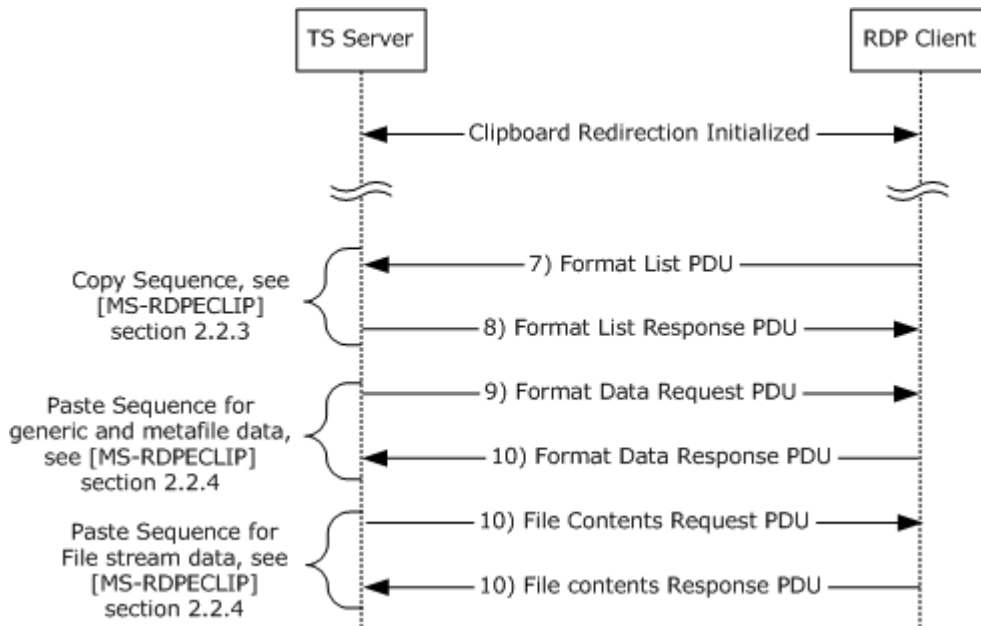 TS Server
RDP Client
Clipboard Redirection Initialized
7) Format List PDU
Copy Sequence, see
[MS-RDPECLIP]
section 2.2.3
8) Format List Response PDU
9) Format Data Request PDU
Paste Sequence for
generic and metafile data,
see [MS-RDPECLIP]
section 2.2.4
10) Format Data Response PDU
10) File Contents Request PDU
Paste Sequence for
File stream data, see
[MS-RDPECLIP]
section 2.2.4
10) File contents Response PDU